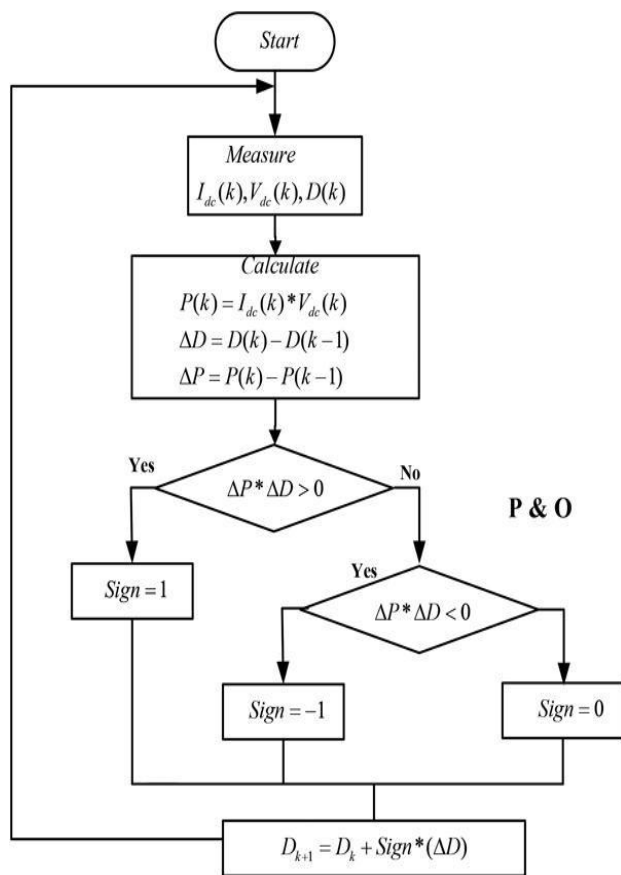 Start
Measure
I_dc(k),V_dc(k),D(k)
Calculate
P(k)=I_dc(k)*V_dc(k)
ΔD=D(k)−D(k−1)
ΔP=P(k)−P(k−1)
Yes
ΔP*ΔD>0
No
P & O
Sign=1
Yes
ΔP*ΔD<0
Sign=−1
Sign=0
D_k+1=D_k+Sign*(ΔD)